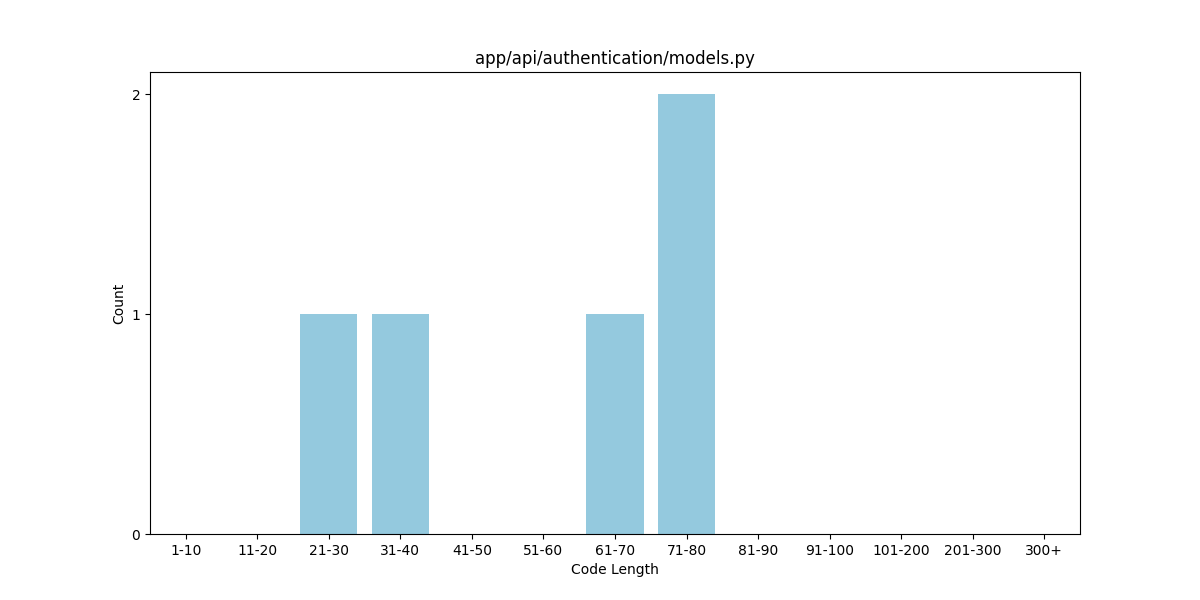 app/api/authentication/models.py
2
1
0
Count
1-10 11-20 21-30 31-40 41-50 51-60 61-70 71-80 81-90 91-100 101-200 201-300 300+
Code Length